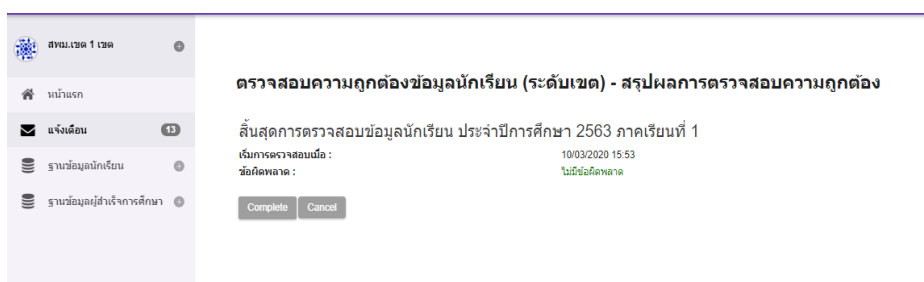 สพม.เขต 1 เขต
หน้าแรก
แจ้งเตือน 13
ฐานข้อมูลนักเรียน
ฐานข้อมูลผู้สำเร็จการศึกษา
ตรวจสอบความถูกต้องข้อมูลนักเรียน (ระดับเขต) - สรุปผลการตรวจสอบความถูกต้อง
สิ้นสุดการตรวจสอบข้อมูลนักเรียน ประจำปีการศึกษา 2563 ภาคเรียนที่ 1
เริ่มการตรวจสอบเมื่อ : 10/03/2020 15:53
ข้อผิดพลาด : ไม่มีข้อผิดพลาด
Complete Cancel